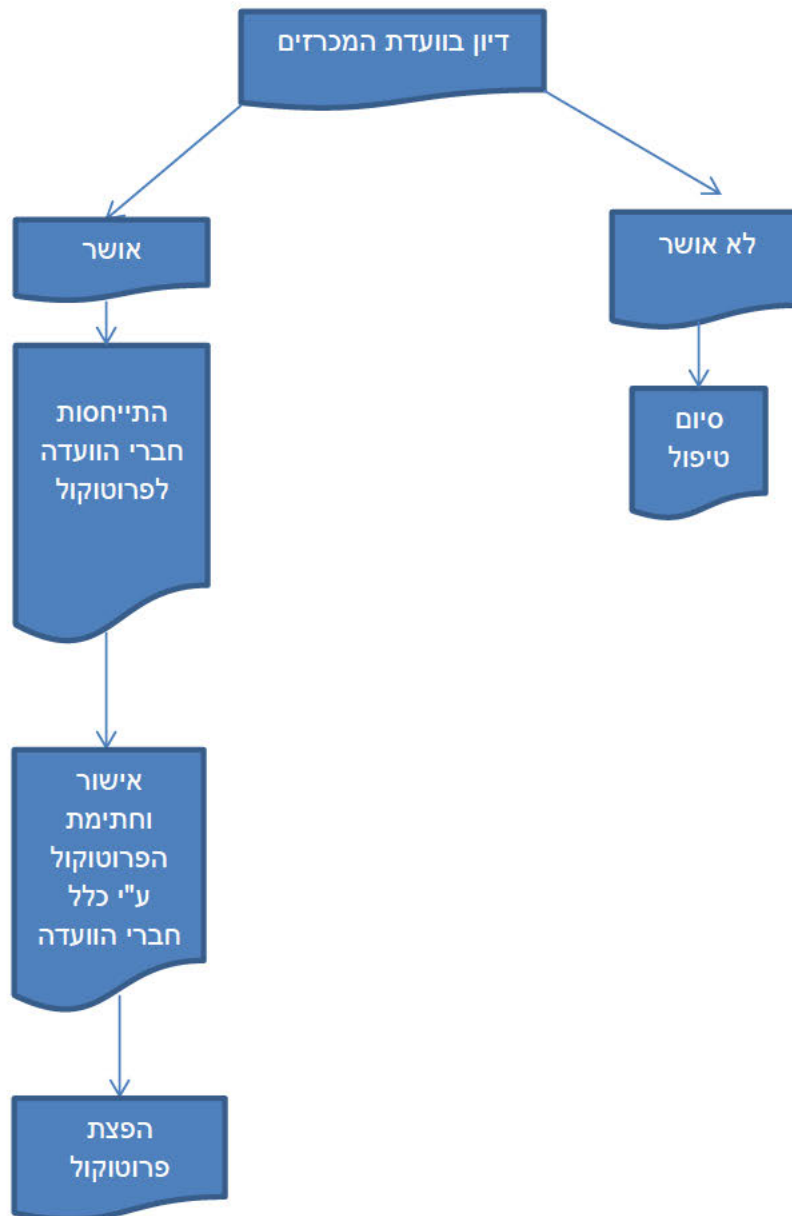 דיון בוועדת המכרזים
אושר
לא אושר
התייחסות
חברי הוועדה
לפרוטוקול
סיום
טיפול
אישור
וחתימת
הפרוטוקול
ע"י כלל
חברי הוועדה
הפצת
פרוטוקול